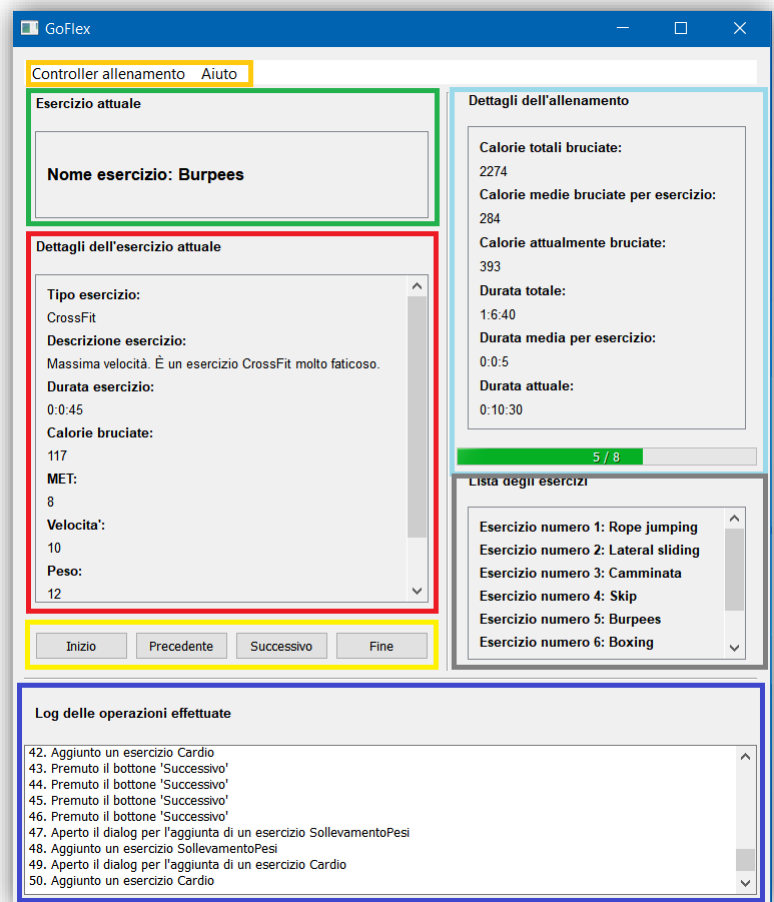 GoFlex
Controller allenamento Aiuto
Esercizio attuale
Nome esercizio: Burpees
Dettagli dell'esercizio attuale
Tipo esercizio:
CrossFit
Descrizione esercizio:
Massima velocità. È un esercizio CrossFit molto faticoso.
Durata esercizio:
0:0:45
Calorie bruciate:
117
MET:
8
Velocita':
10
Peso:
12
Inizio Precedente Successivo Fine
Dettagli dell'allenamento
Calorie totali bruciate:
2274
Calorie medie bruciate per esercizio:
284
Calorie attualmente bruciate:
393
Durata totale:
1:6:40
Durata media per esercizio:
0:0:5
Durata attuale:
0:10:30
5 / 8
Lista degli esercizi
Esercizio numero 1: Rope jumping
Esercizio numero 2: Lateral sliding
Esercizio numero 3: Camminata
Esercizio numero 4: Skip
Esercizio numero 5: Burpees
Esercizio numero 6: Boxing
Log delle operazioni effettuate
42. Aggiunto un esercizio Cardio
43. Premuto il bottone 'Successivo'
44. Premuto il bottone 'Successivo'
45. Premuto il bottone 'Successivo'
46. Premuto il bottone 'Successivo'
47. Aperto il dialog per l'aggiunta di un esercizio SollevamentoPesi
48. Aggiunto un esercizio SollevamentoPesi
49. Aperto il dialog per l'aggiunta di un esercizio Cardio
50. Aggiunto un esercizio Cardio